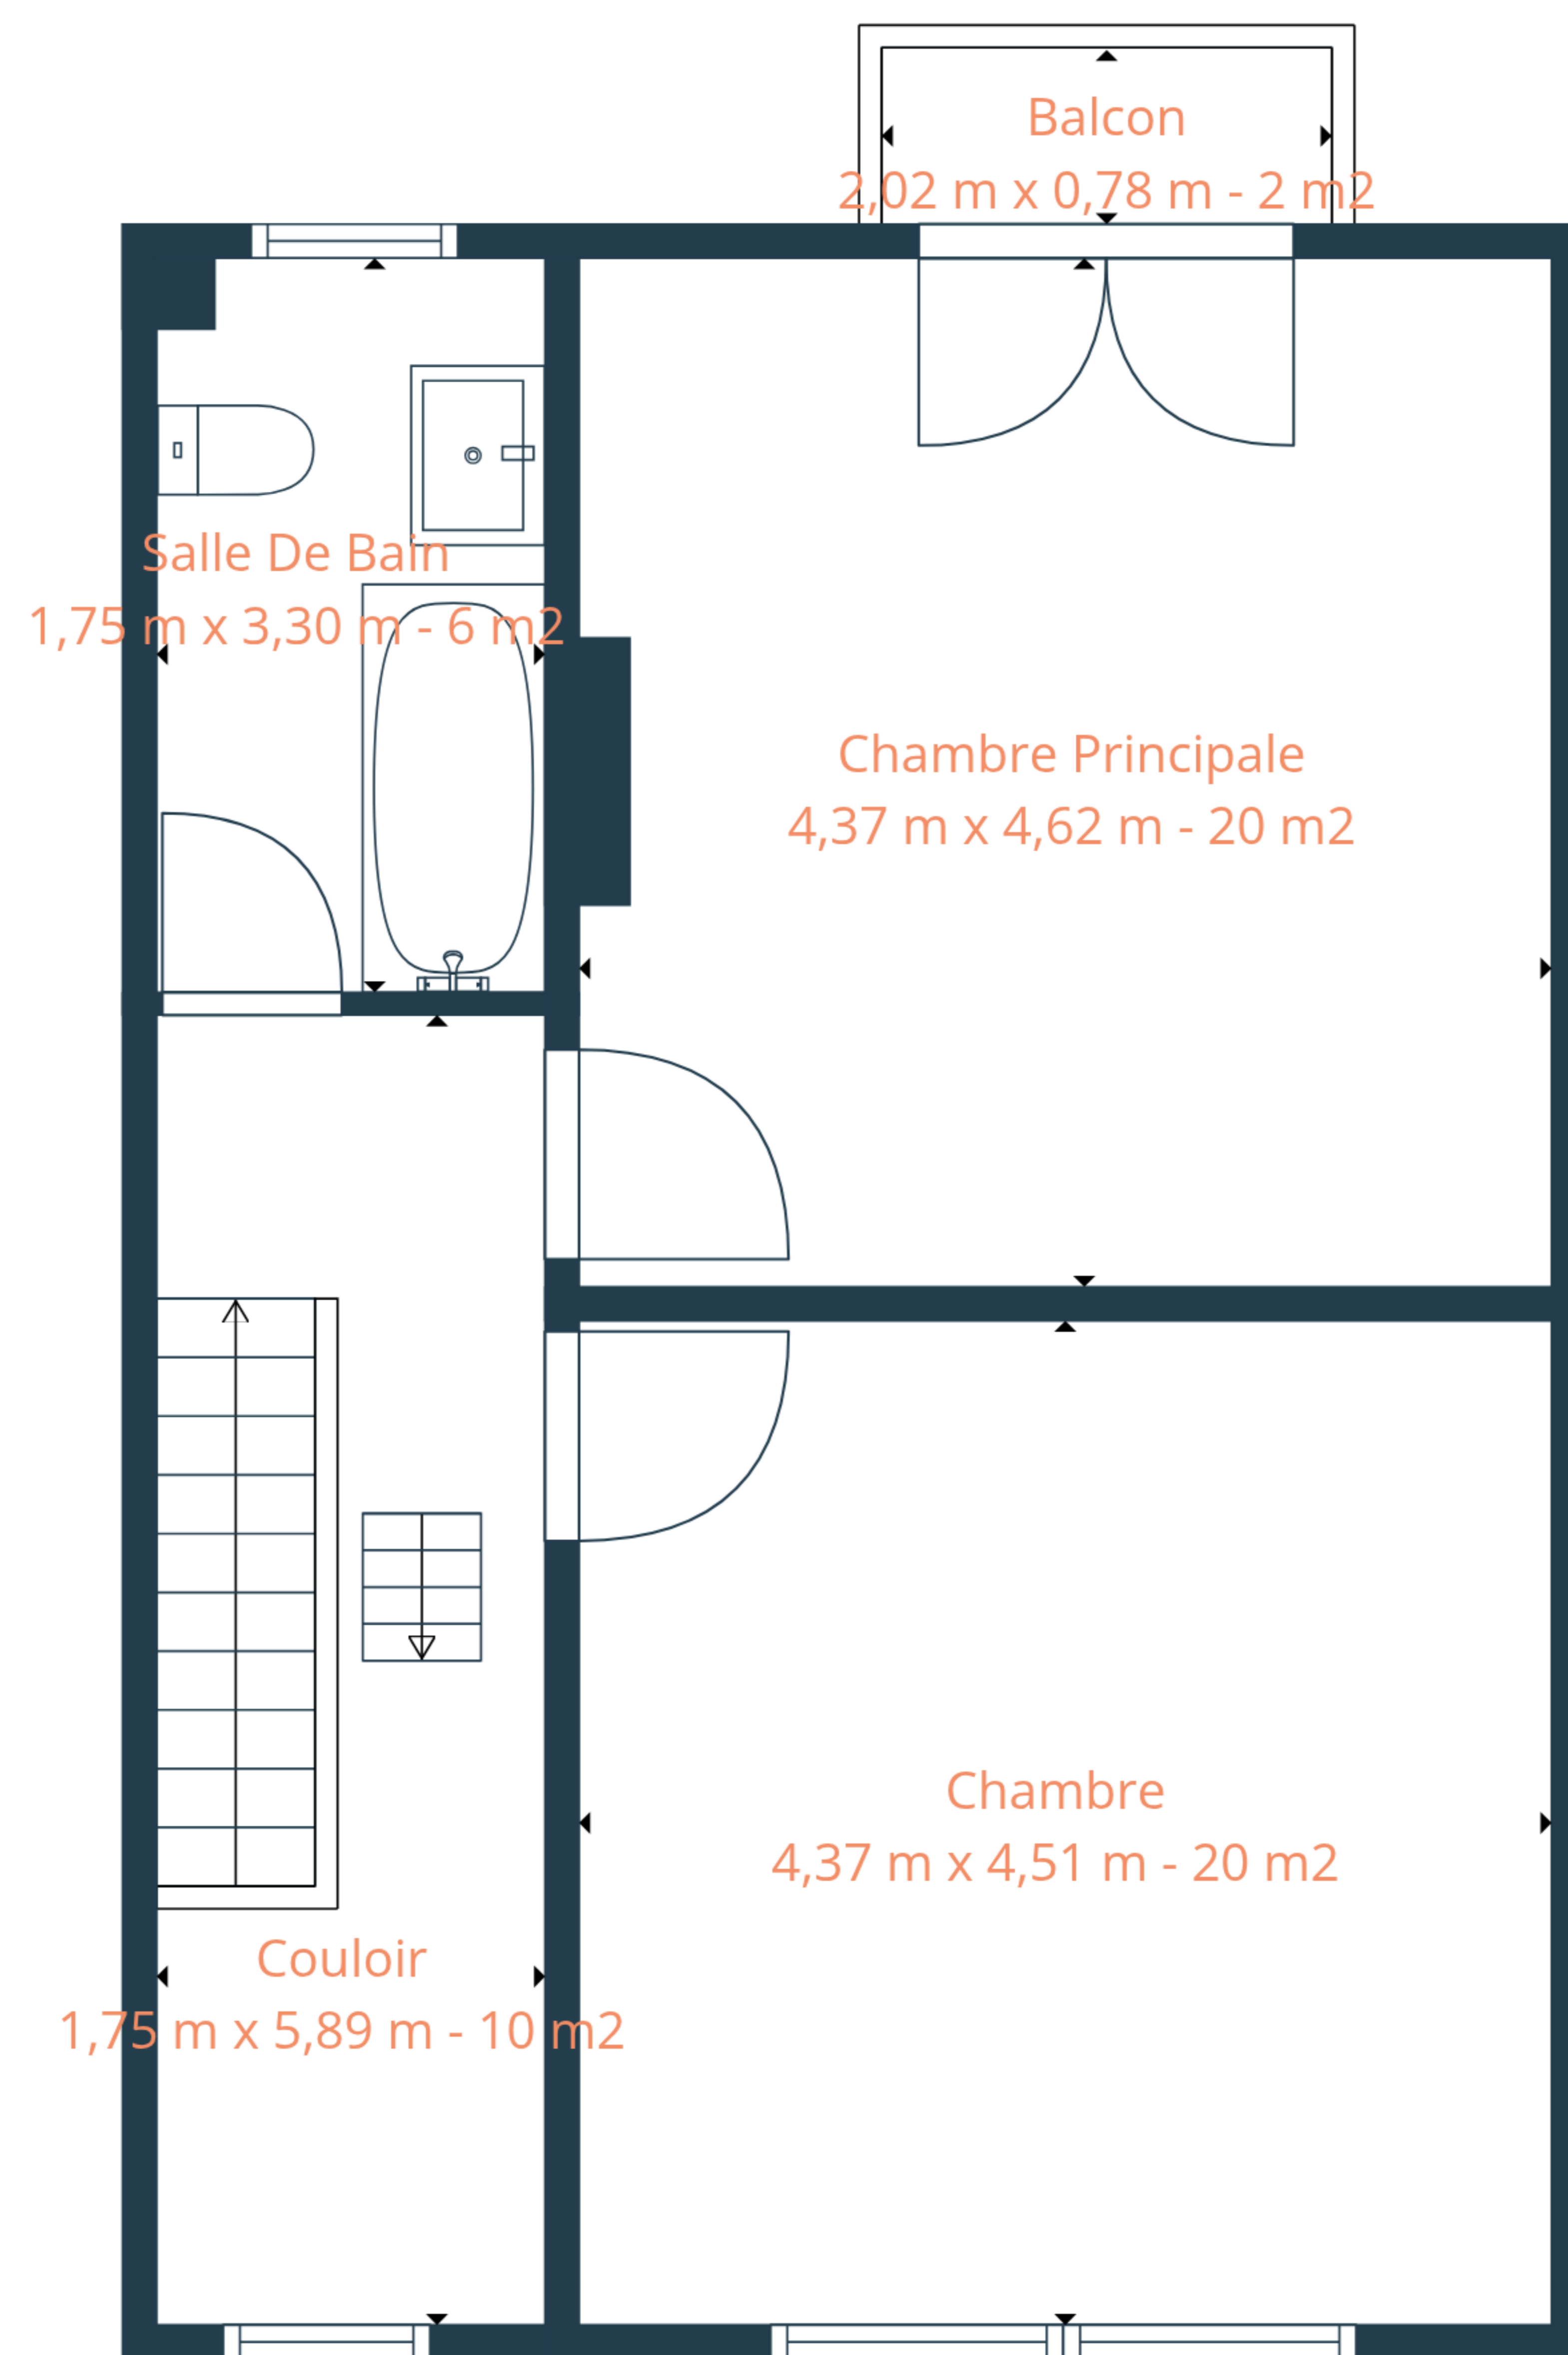 Balcon
2,02 m x 0,78 m - 2 m2
Salle De Bain
1,75 m x 3,30 m - 6 m2
Chambre Principale
4,37 m x 4,62 m - 20 m2
Chambre
4,37 m x 4,51 m - 20 m2
Couloir
1,75 m x 5,89 m - 10 m2